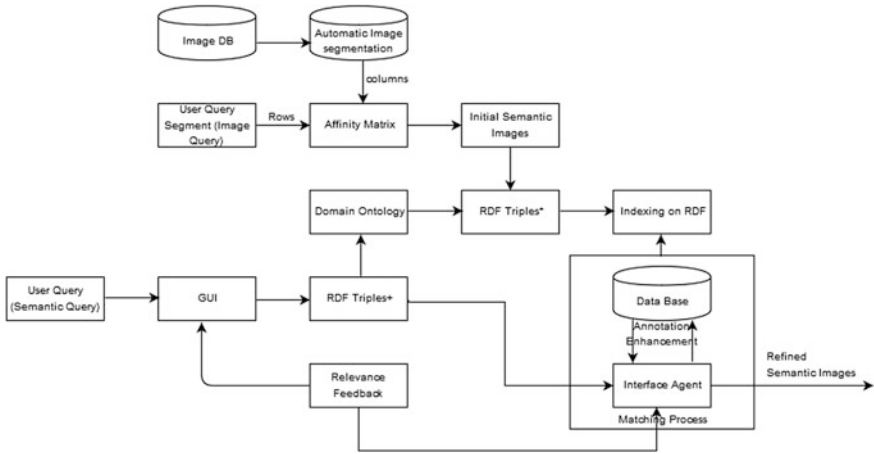 Image DB
Automatic Image
segmentation
columns
User Query
Segment (Image
Query)
Rows
Affinity Matrix
Initial Semantic
Images
Domain Ontology
RDF Triples*
Indexing on RDF
User Query
(Semantic Query)
GUI
RDF Triples+
Data Base
Annotation
Enhancement
Relevance
Feedback
Interface Agent
Refined
Semantic Images
Matching Process